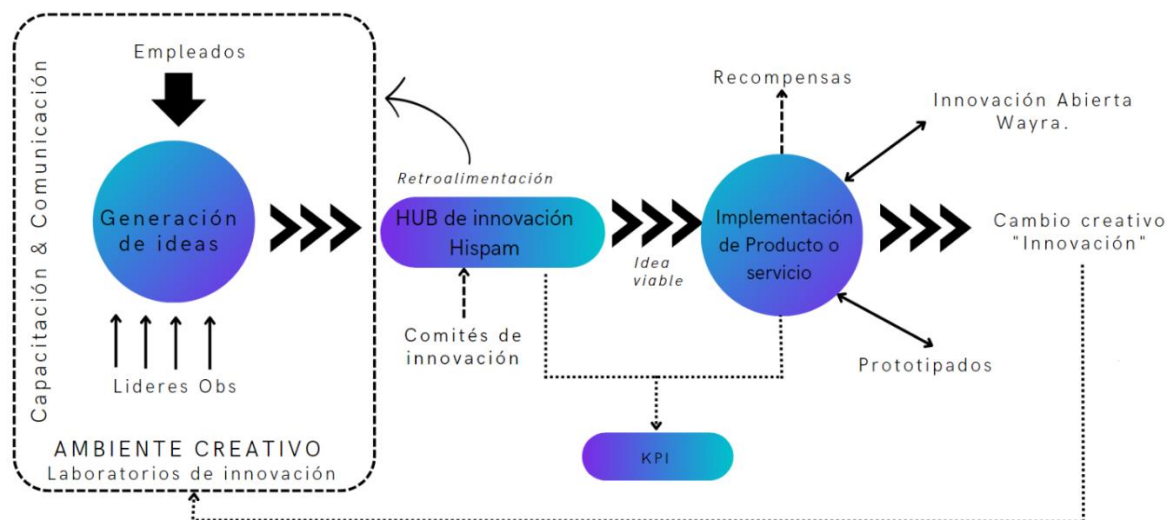 Capacitación & Comunicación
Empleados
Generación
de ideas
Lideres Obs
AMBIENTE CREATIVO
Laboratorios de innovación
Retroalimentación
HUB de innovación
Hispam
Comités de
innovación
Idea
viable
KPI
Recompensas
Implementación
de Producto o
servicio
Innovación Abierta
Wayra.
Prototipados
Cambio creativo
"Innovación"